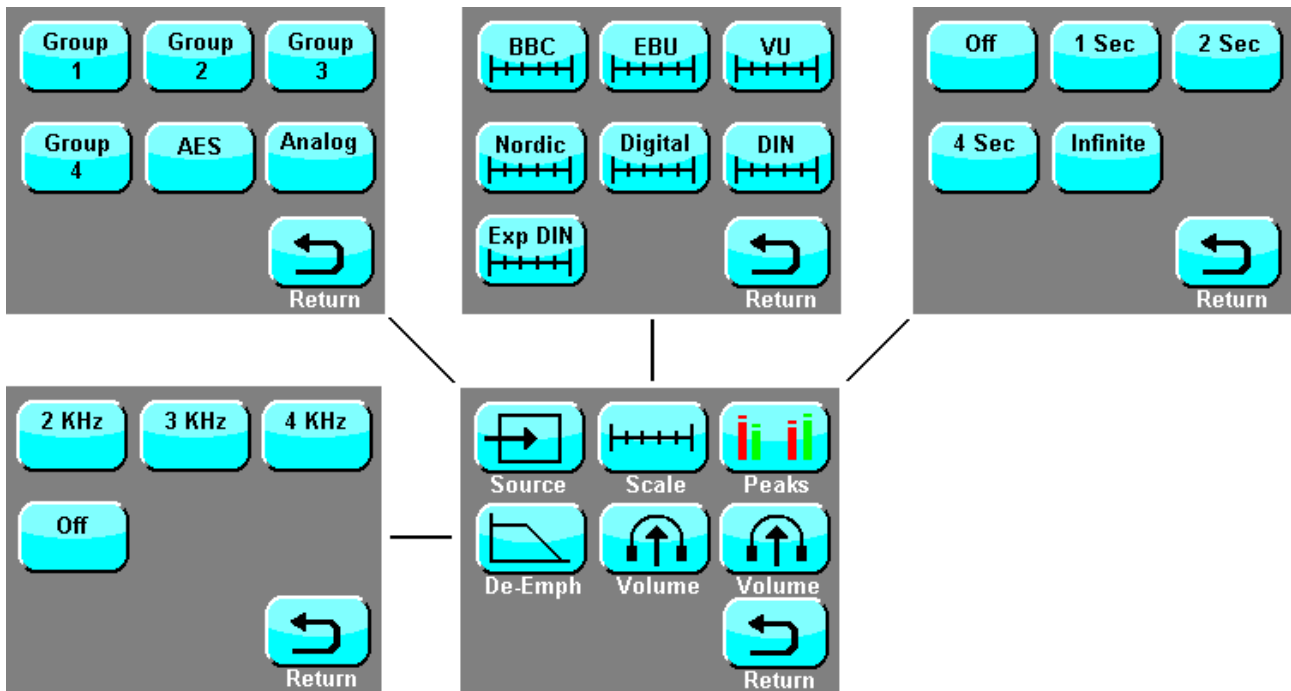 Group
1
Group
2
Group
3
Group
4
AES
Analog
Return
BBC
EBU
VU
Nordic
Digital
DIN
Exp DIN
Return
Off
1 Sec
2 Sec
4 Sec
Infinite
Return
2 KHz
3 KHz
4 KHz
Off
Return
Source
Scale
Peaks
De-Emph
Volume
Volume
Return